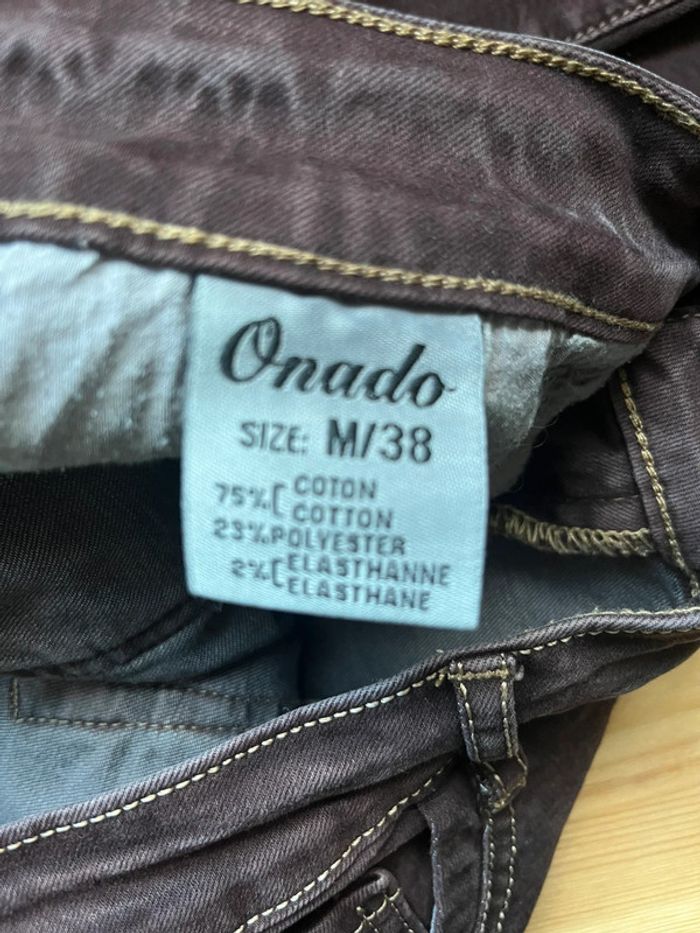 Onado
SIZE: M/38
75%[ COTON
COTTON
23%POLYESTER
2%[ ELASTHANNE
ELASTHANE